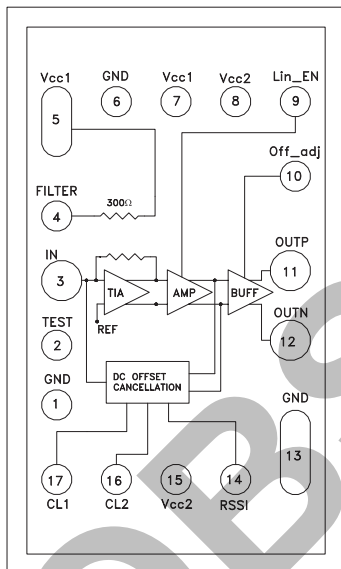 Vcc1 GND Vcc1 Vcc2 Lin_EN
5 6 7 8 9
Off_adj
10
FILTER
4 300Ω
IN OUTP
3 TIA AMP BUFF 11
REF
TEST OUTN
2 12
DC OFFSET
CANCELLATION
GND GND
1 13
17 16 15 14
CL1 CL2 Vcc2 RSSI